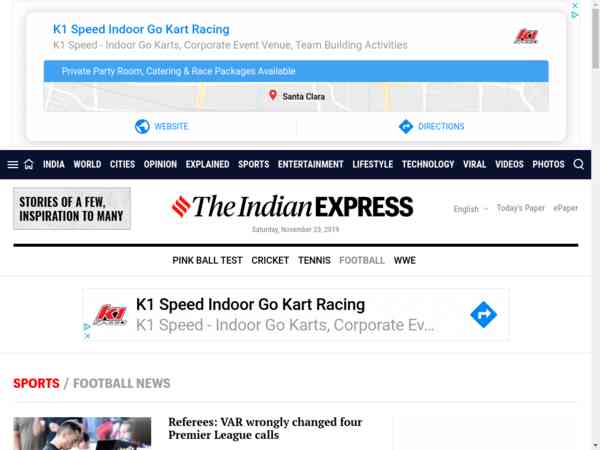 K1 Speed Indoor Go Kart Racing
K1 Speed - Indoor Go Karts, Corporate Event Venue, Team Building Activities
Private Party Room, Catering & Race Packages Available
Santa Clara
WEBSITE
DIRECTIONS
INDIA WORLD CITIES OPINION EXPLAINED SPORTS ENTERTAINMENT LIFESTYLE TECHNOLOGY VIRAL VIDEOS PHOTOS
STORIES OF A FEW,
INSPIRATION TO MANY
The Indian EXPRESS
English
Today's Paper
ePaper
Saturday, November 23, 2019
PINK BALL TEST CRICKET TENNIS FOOTBALL WWE
K1 Speed Indoor Go Kart Racing
K1 Speed - Indoor Go Karts, Corporate Ev...
SPORTS / FOOTBALL NEWS
Referees: VAR wrongly changed four
Premier League calls